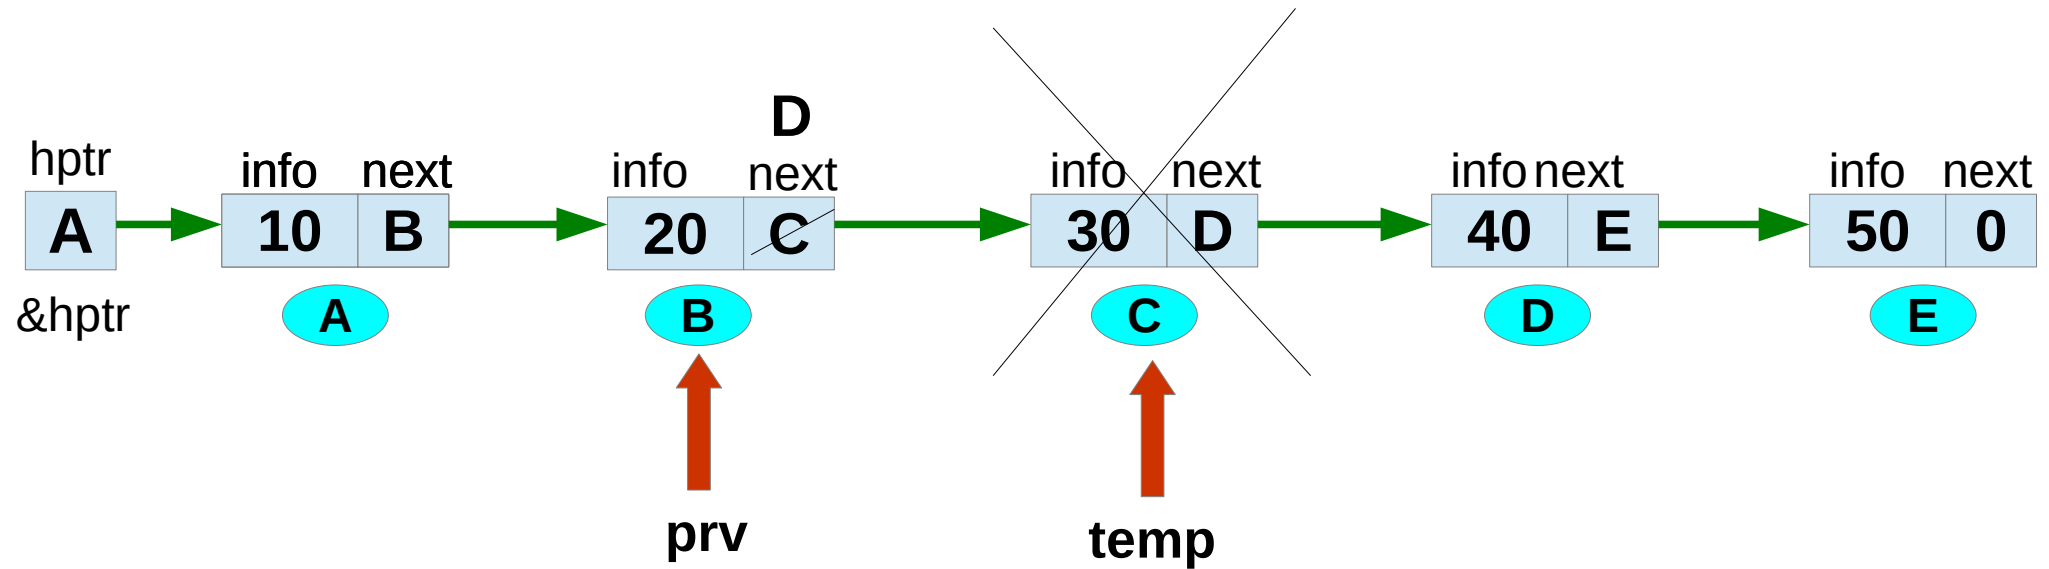 D
hptr info next info next info next info next info next
A 10 B 20 C 30 D 40 E 50 0
&hptr A B C D E
prv temp